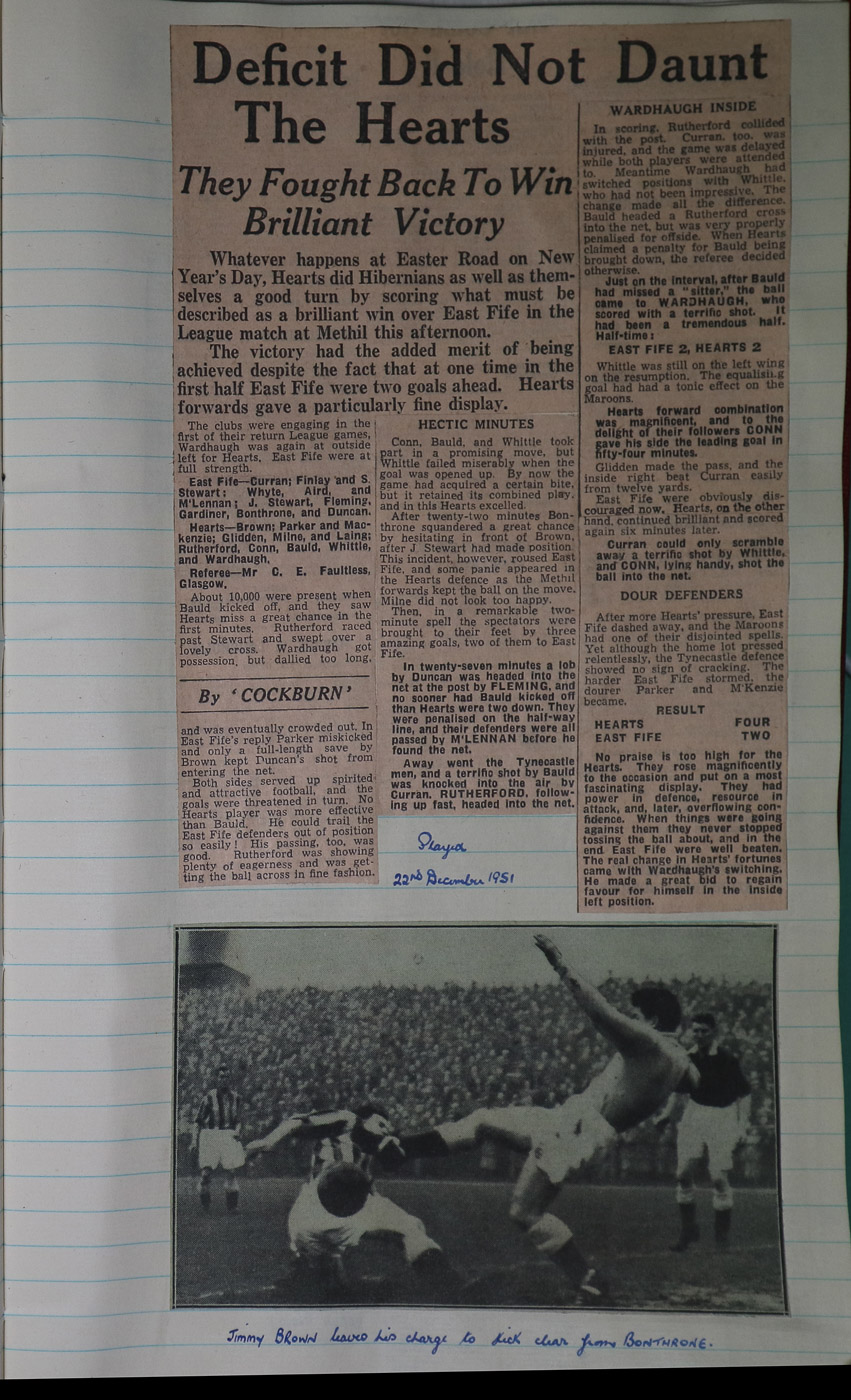 Deficit Did Not Daunt
The Hearts
They Fought Back To Win
Brilliant Victory
Whatever happens at Easter Road on New
Year's Day, Hearts did Hibernians as well as them-
selves a good turn by scoring what must be
described as a brilliant win over East Fife in the
League match at Methil this afternoon.
The victory had the added merit of being
achieved despite the fact that at one time in the
first half East Fife were two goals ahead. Hearts
forwards gave a particularly fine display.
The clubs were engaging in the
first of their return League games,
Wardhaugh was again at outside
left for Hearts. East Fife were at
full strength.
East Fife—Curran; Finlay and S.
Stewart; Whyte, Aird, and
M'Lennan; J. Stewart, Fleming,
Gardiner, Bonthrone, and Duncan.
Hearts—Brown; Parker and Mac-
kenzie; Glidden, Milne, and Laing;
Rutherford, Conn, Bauld, Whittle,
and Wardhaugh.
Referee—Mr C. E. Faultless,
Glasgow.
About 10,000 were present when
Bauld kicked off, and they saw
Hearts miss a great chance in the
first minutes. Rutherford raced
past Stewart and swept over a
lovely cross. Wardhaugh got
possession, but dallied too long,
By ‘COCKBURN’
and was eventually crowded out. In
East Fife's reply Parker miskicked
and only a full-length save by
Brown kept Duncan's shot from
entering the net.
Both sides served up spirited
and attractive football, and the
goals were threatened in turn. No
Hearts player was more effective
than Bauld. He could trail the
East Fife defenders out of position
so easily! His passing, too, was
good. Rutherford was showing
plenty of eagerness and was get-
ting the ball across in fine fashion.
HECTIC MINUTES
Conn, Bauld, and Whittle took
part in a promising move, but
Whittle failed miserably when the
goal was opened up. By now the
game had acquired a certain bite,
but it retained its combined play,
and in this Hearts excelled.
After twenty-two minutes Bon-
throne squandered a great chance
by hesitating in front of Brown,
after J. Stewart had made position.
This incident, however, roused East
Fife, and some panic appeared in
the Hearts defence as the Methil
forwards kept the ball on the move.
Milne did not look too happy.
Then, in a remarkable two-
minute spell the spectators were
brought to their feet by three
amazing goals, two of them to East
Fife.
In twenty-seven minutes a lob
by Duncan was headed into the
net at the post by FLEMING, and
no sooner had Bauld kicked off
than Hearts were two down. They
were penalised on the half-way
line, and their defenders were all
passed by M'LENNAN before he
found the net.
Away went the Tynecastle
men, and a terrific shot by Bauld
was knocked into the air by
Curran. RUTHERFORD, follow-
ing up fast, headed into the net.
Played
22nd December 1951
WARDHAUGH INSIDE
In scoring, Rutherford collided
with the post. Curran, too, was
injured, and the game was delayed
while both players were attended
to. Meantime Wardhaugh had
switched positions with Whittle,
who had not been impressive. The
change made all the difference.
Bauld headed a Rutherford cross
into the net, but was very properly
penalised for offside. When Hearts
claimed a penalty for Bauld being
brought down, the referee decided
otherwise.
Just on the interval, after Bauld
had missed a "sitter," the ball
came to WARDHAUGH, who
scored with a terrific shot. It
had been a tremendous half.
Half-time:
EAST FIFE 2, HEARTS 2
Whittle was still on the left wing
on the resumption. The equalising
goal had had a tonic effect on the
Maroons.
Hearts forward combination
was magnificent, and to the
delight of their followers CONN
gave his side the leading goal in
fifty-four minutes.
Glidden made the pass, and the
inside right beat Curran easily
from twelve yards.
East Fife were obviously dis-
couraged now. Hearts, on the other
hand, continued brilliant and scored
again six minutes later.
Curran could only scramble
away a terrific shot by Whittle,
and CONN, lying handy, shot the
ball into the net.
DOUR DEFENDERS
After more Hearts' pressure, East
Fife dashed away, and the Maroons
had one of their disjointed spells.
Yet although the home lot pressed
relentlessly, the Tynecastle defence
showed no sign of cracking. The
harder East Fife stormed, the
dourer Parker and M'Kenzie
became.
RESULT
HEARTS FOUR
EAST FIFE TWO
No praise is too high for the
Hearts. They rose magnificently
to the occasion and put on a most
fascinating display. They had
power in defence, resource in
attack, and, later, overflowing con-
fidence. When things were going
against them they never stopped
tossing the ball about, and in the
end East Fife were well beaten.
The real change in Hearts' fortunes
came with Wardhaugh's switching.
He made a great bid to regain
favour for himself in the inside
left position.
Jimmy BROWN leaves his charge to kick clear from BONTHRONE.